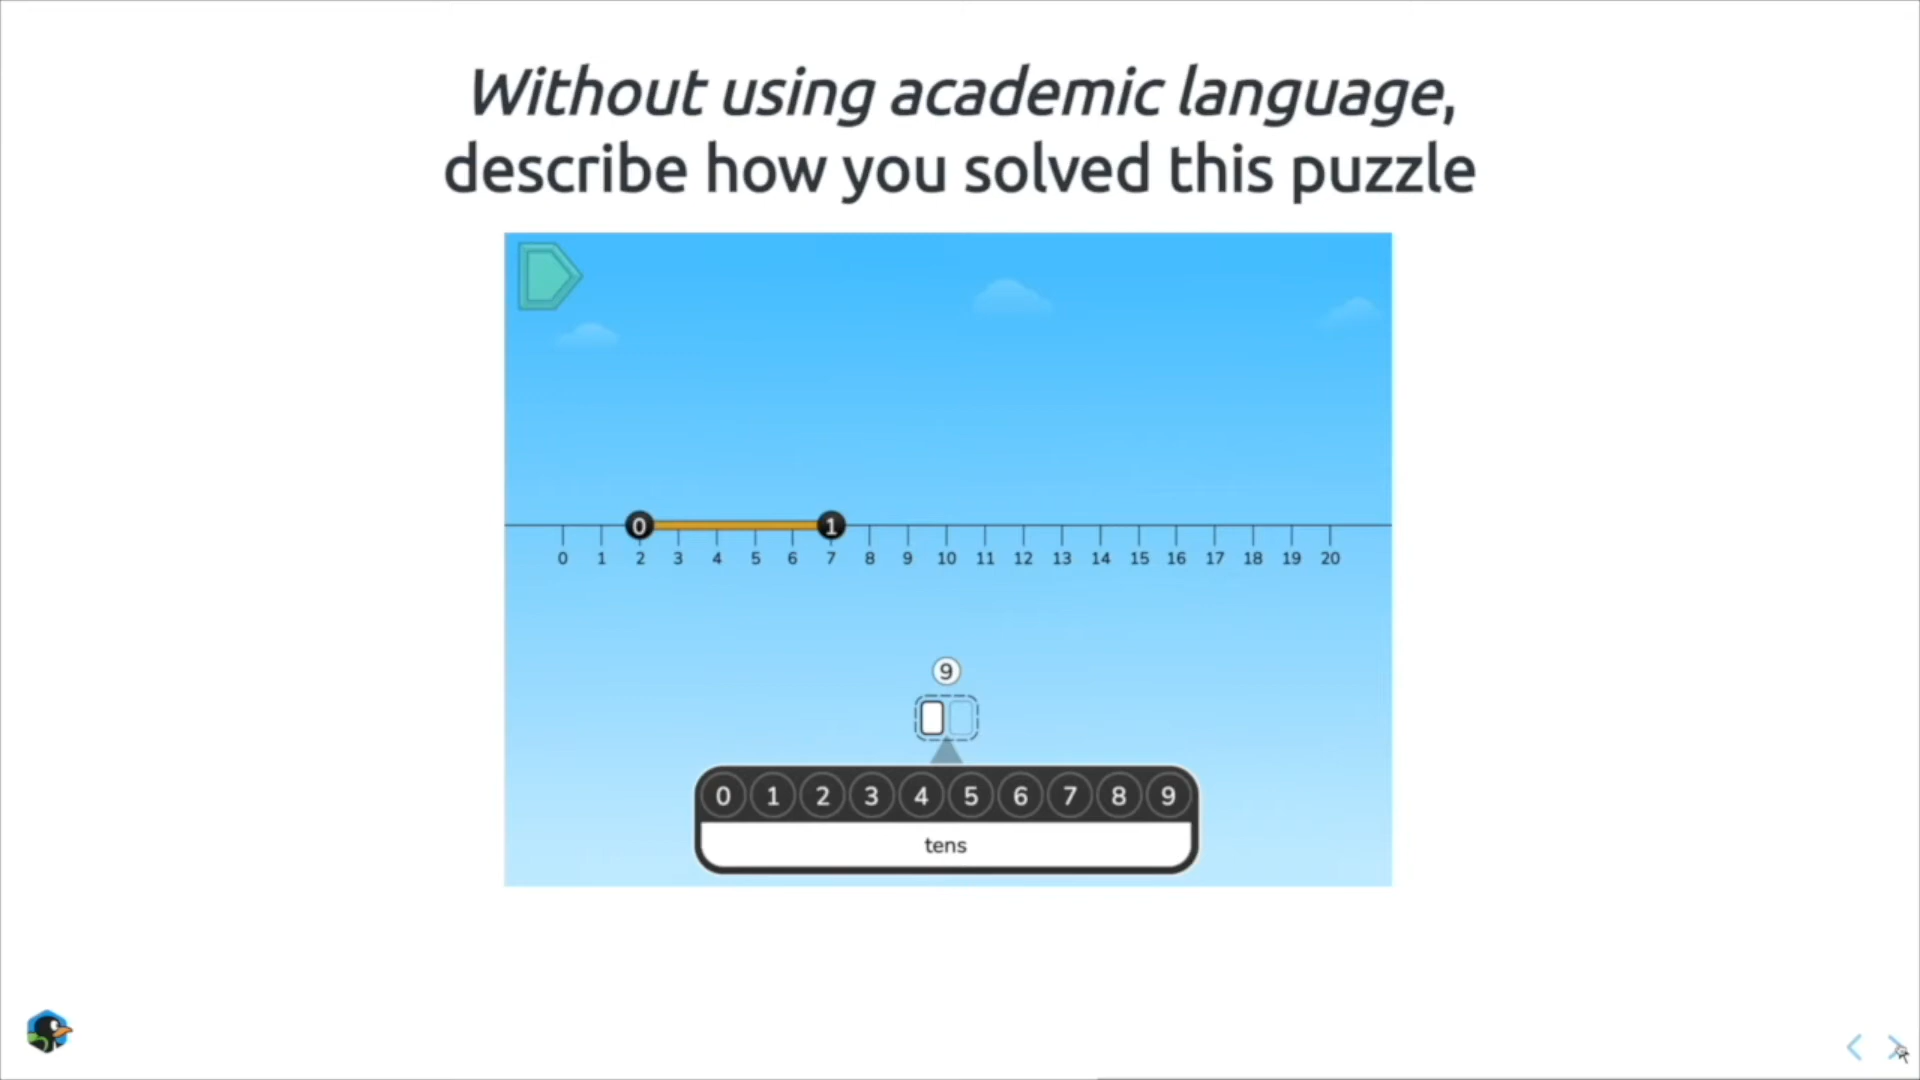 Without using academic language,
describe how you solved this puzzle
0 1
0 1 2 3 4 5 6 7 8 9 10 11 12 13 14 15 16 17 18 19 20
9
0 1 2 3 4 5 6 7 8 9
tens